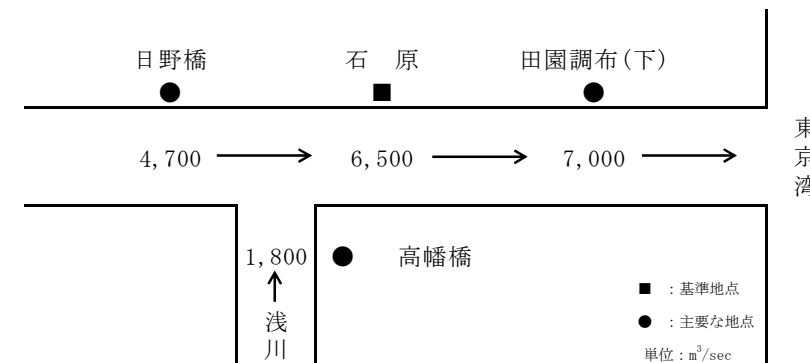 日野橋
石 原
田園調布(下)
4,700
6,500
7,000
東京湾
1,800
高幡橋
浅川
■ :基準地点
● :主要な地点
単位:m³/sec